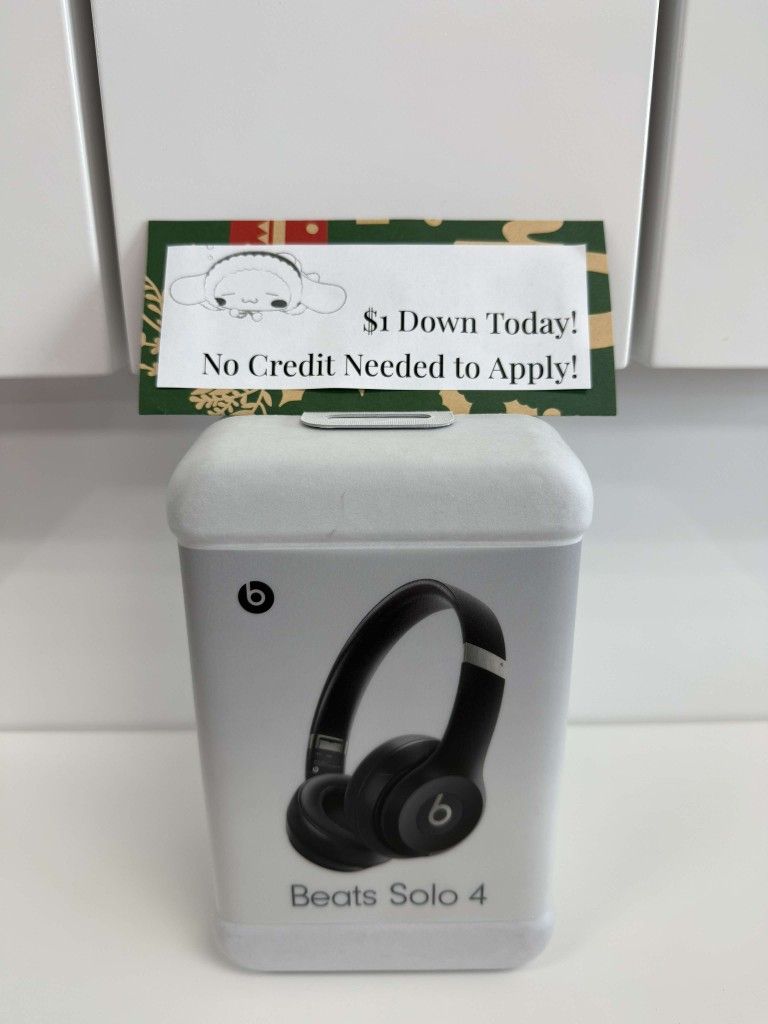 $1 Down Today!
No Credit Needed to Apply!
b
b
Beats Solo 4